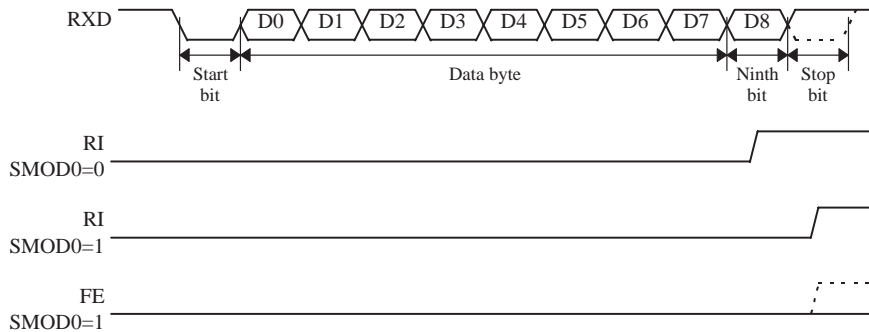 RXD D0 D1 D2 D3 D4 D5 D6 D7 D8
Start bit Data byte Ninth bit Stop bit
RI
SMOD0=0
RI
SMOD0=1
FE
SMOD0=1